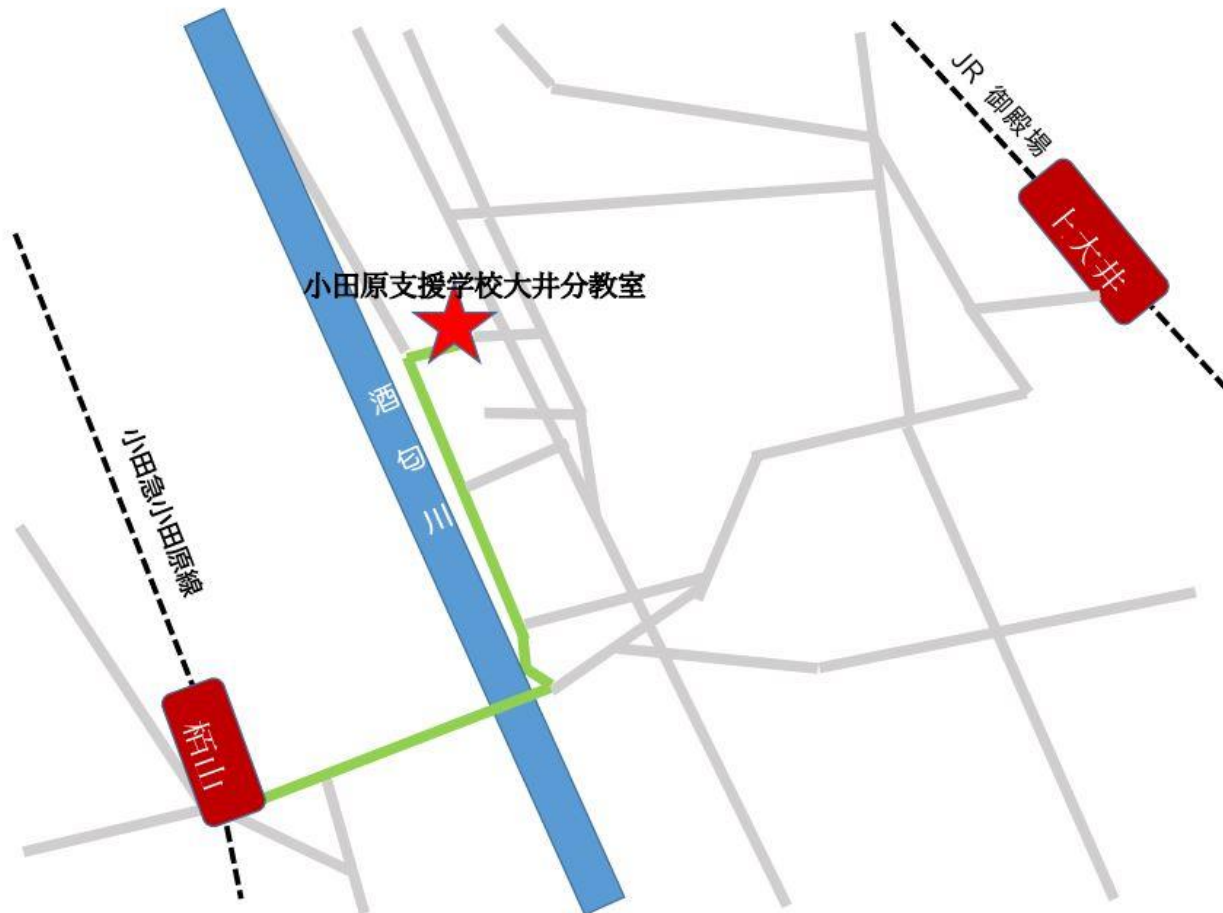 JR 御殿場
上大井
小田原支援学校大井分教室
酒匂川
小田急小田原線
栢山